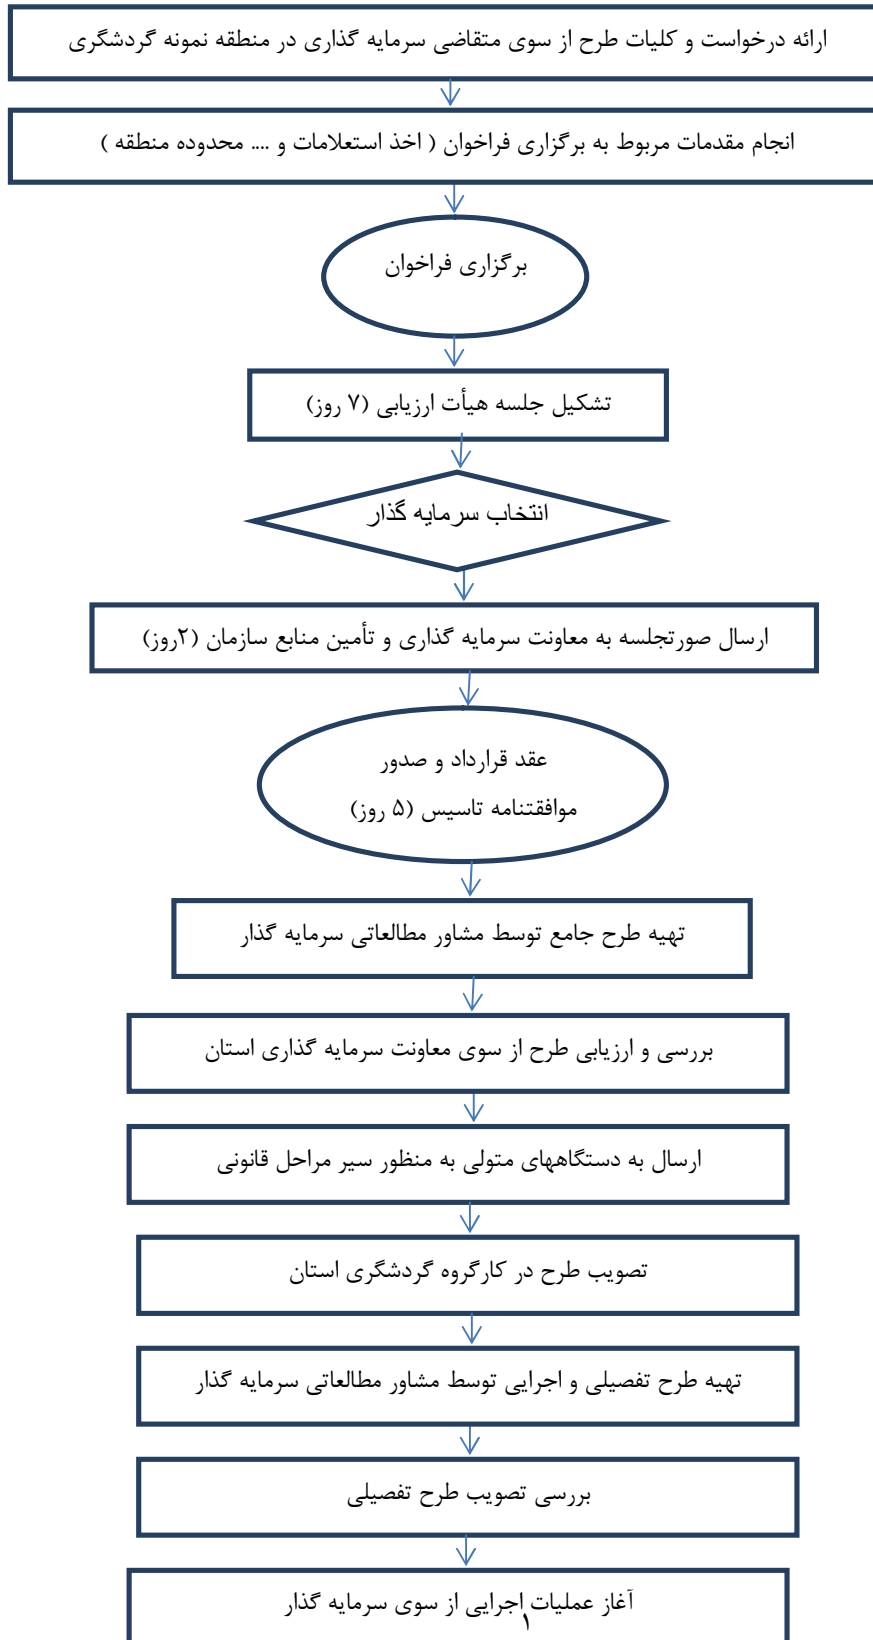 ارائه درخواست و کلیات طرح از سوی متقاضی سرمایه گذاری در منطقه نمونه گردشگری
انجام مقدمات مربوط به برگزاری فراخوان ( اخذ استعلامات و .... محدوده منطقه )
برگزاری فراخوان
تشکیل جلسه هیأت ارزیابی (۷ روز)
انتخاب سرمایه گذار
ارسال صورتجلسه به معاونت سرمایه گذاری و تأمین منابع سازمان (۲روز)
عقد قرارداد و صدور
موافقتنامه تاسیس (۵ روز)
تهیه طرح جامع توسط مشاور مطالعاتی سرمایه گذار
بررسی و ارزیابی طرح از سوی معاونت سرمایه گذاری استان
ارسال به دستگاههای متولی به منظور سیر مراحل قانونی
تصویب طرح در کارگروه گردشگری استان
تهیه طرح تفصیلی و اجرایی توسط مشاور مطالعاتی سرمایه گذار
بررسی تصویب طرح تفصیلی
آغاز عملیات اجرایی از سوی سرمایه گذار
۱